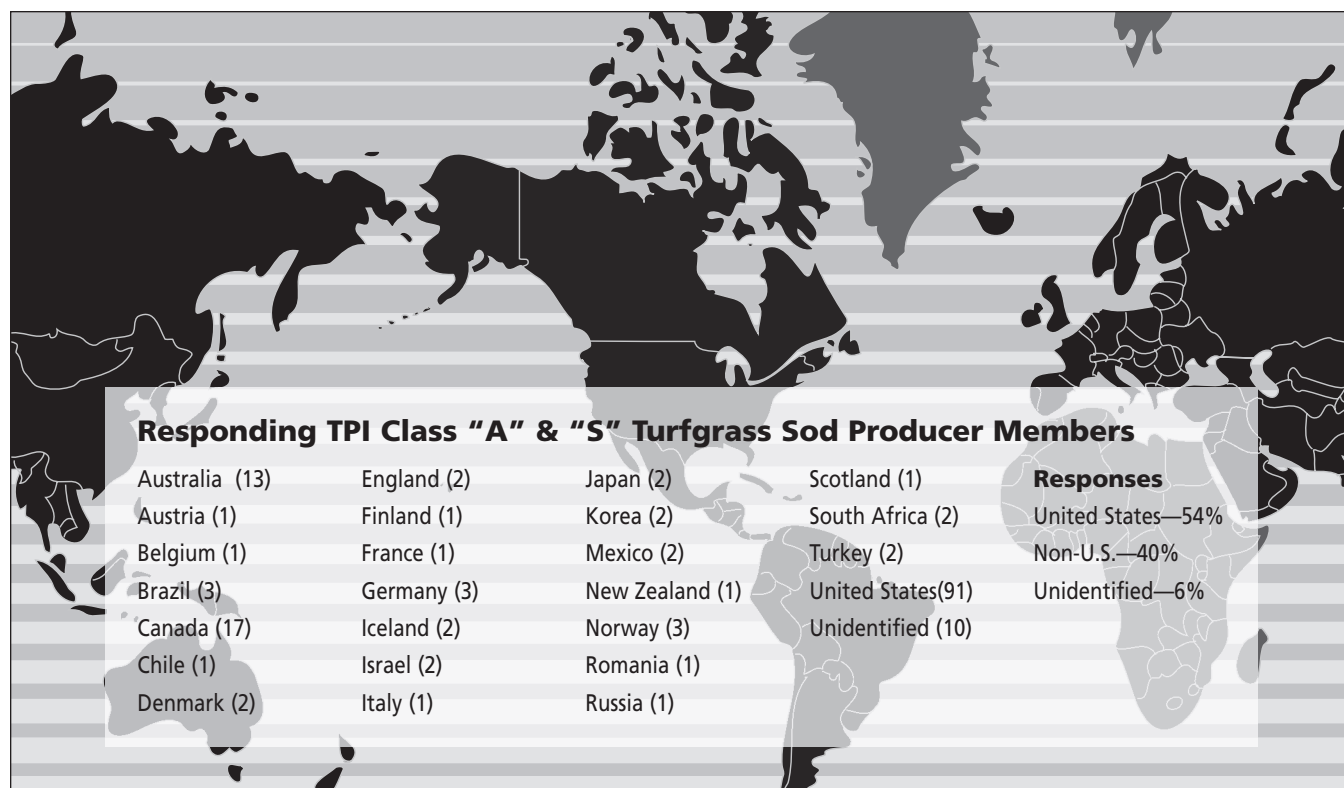 Responding TPI Class “A” & “S” Turfgrass Sod Producer Members
Australia (13)
Austria (1)
Belgium (1)
Brazil (3)
Canada (17)
Chile (1)
Denmark (2)
England (2)
Finland (1)
France (1)
Germany (3)
Iceland (2)
Israel (2)
Italy (1)
Japan (2)
Korea (2)
Mexico (2)
New Zealand (1)
Norway (3)
Romania (1)
Russia (1)
Scotland (1)
South Africa (2)
Turkey (2)
United States(91)
Unidentified (10)
Responses
United States—54%
Non-U.S.—40%
Unidentified—6%